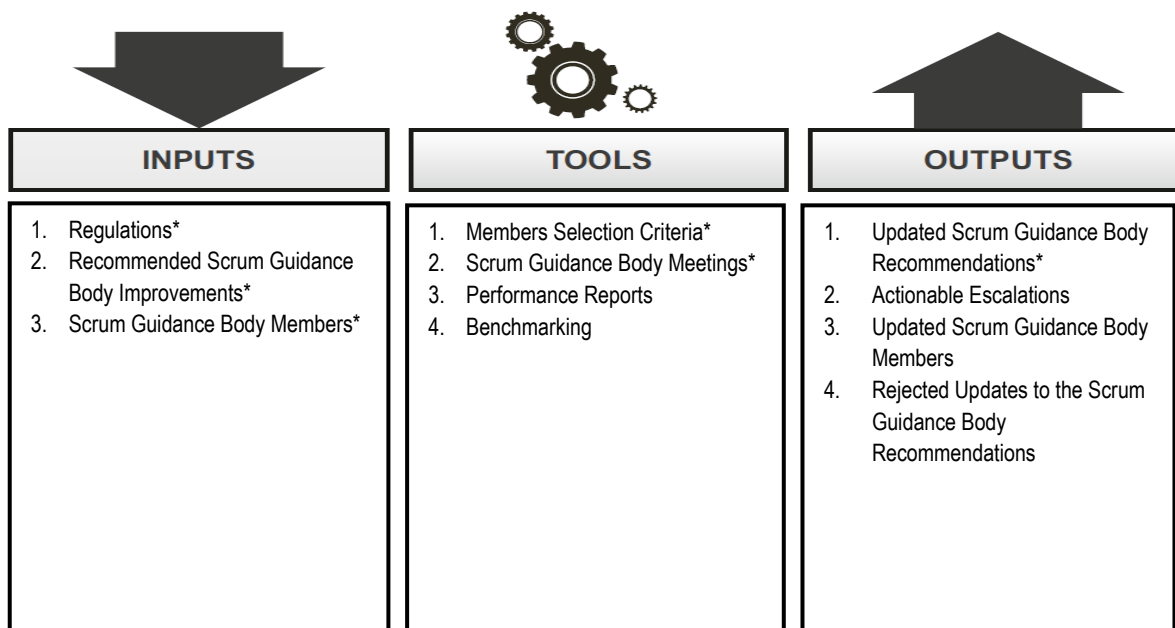 INPUTS
1. Regulations*
2. Recommended Scrum Guidance
Body Improvements*
3. Scrum Guidance Body Members*
TOOLS
1. Members Selection Criteria*
2. Scrum Guidance Body Meetings*
3. Performance Reports
4. Benchmarking
OUTPUTS
1. Updated Scrum Guidance Body
Recommendations*
2. Actionable Escalations
3. Updated Scrum Guidance Body
Members
4. Rejected Updates to the Scrum
Guidance Body
Recommendations